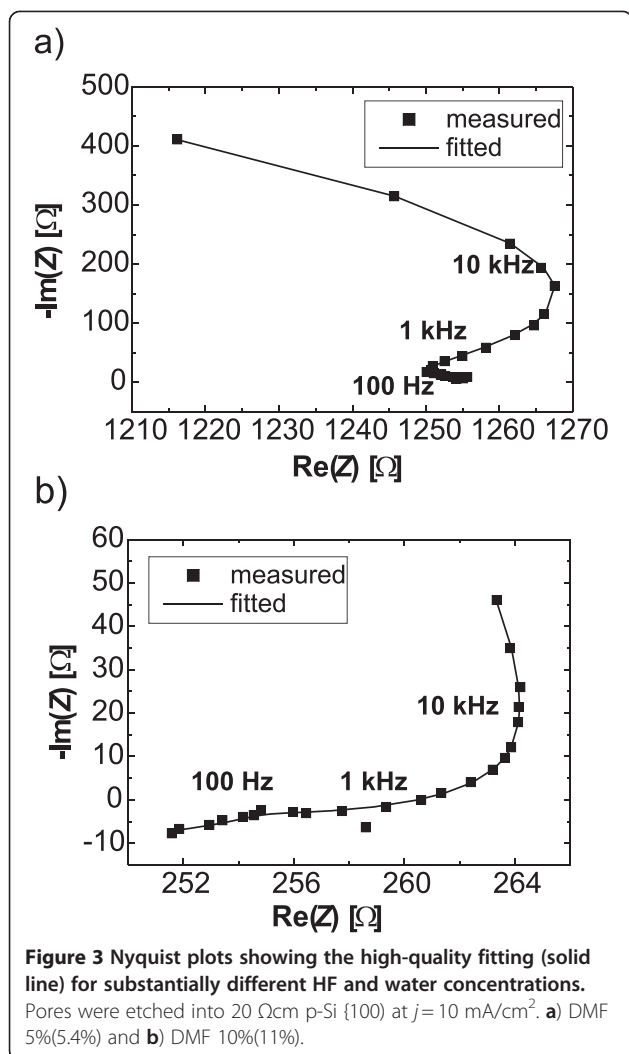 a)
500
400
300
200
100
0
-Im(Z) [Ω]
measured
fitted
10 kHz
1 kHz
100 Hz
1210 1220 1230 1240 1250 1260 1270
Re(Z) [Ω]
b)
60
50
40
30
20
10
0
-10
-Im(Z) [Ω]
measured
fitted
10 kHz
100 Hz
1 kHz
252 256 260 264
Re(Z) [Ω]
Figure 3 Nyquist plots showing the high-quality fitting (solid
line) for substantially different HF and water concentrations.
Pores were etched into 20 Ωcm p-Si {100) at j = 10 mA/cm². a) DMF
5%(5.4%) and b) DMF 10%(11%).